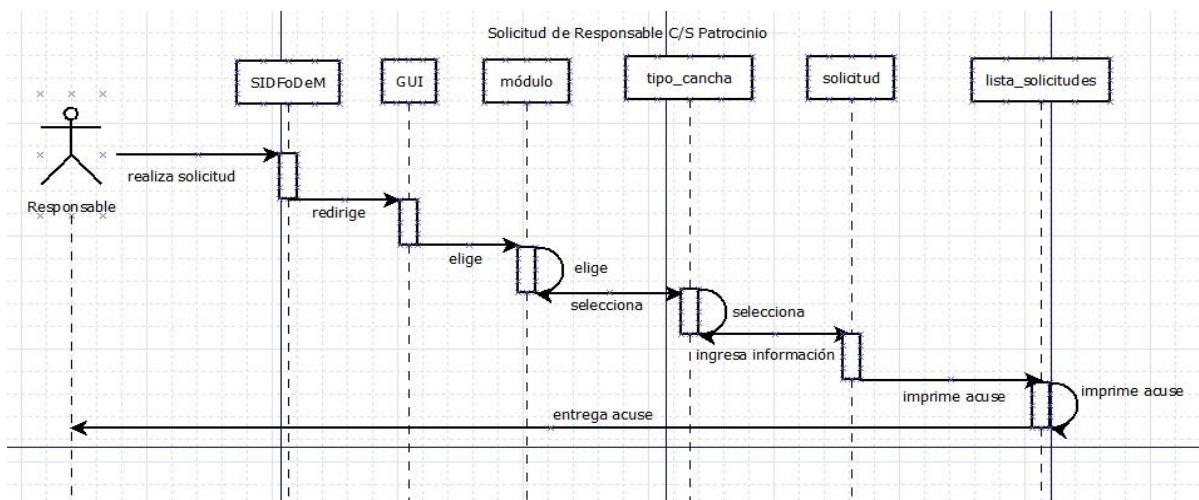 Solicitud de Responsable C/S Patrocinio
SIDFoDeM
GUI
módulo
tipo_cancha
solicitud
lista_solicitudes
realiza solicitud
Responsable
redirige
elige
elige
selecciona
selecciona
ingresa información
imprime acuse
imprime acuse
entrega acuse